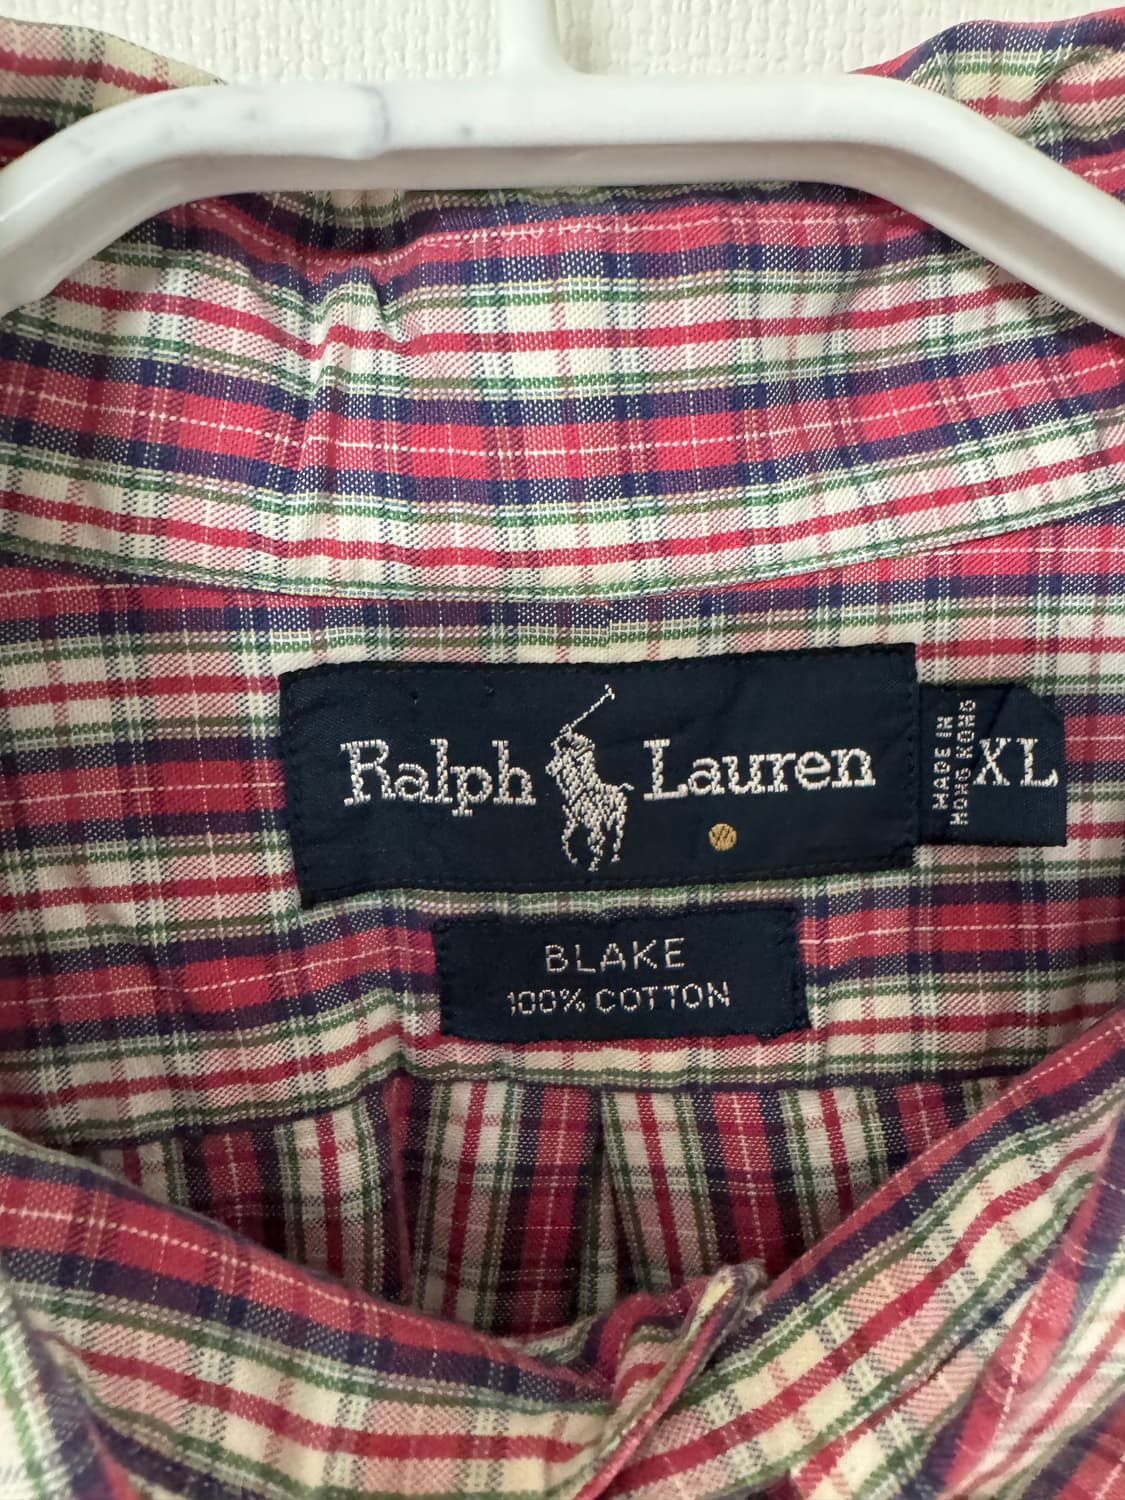 Ralph Lauren
MADE IN
HONG KONG
XL
BLAKE
100% COTTON